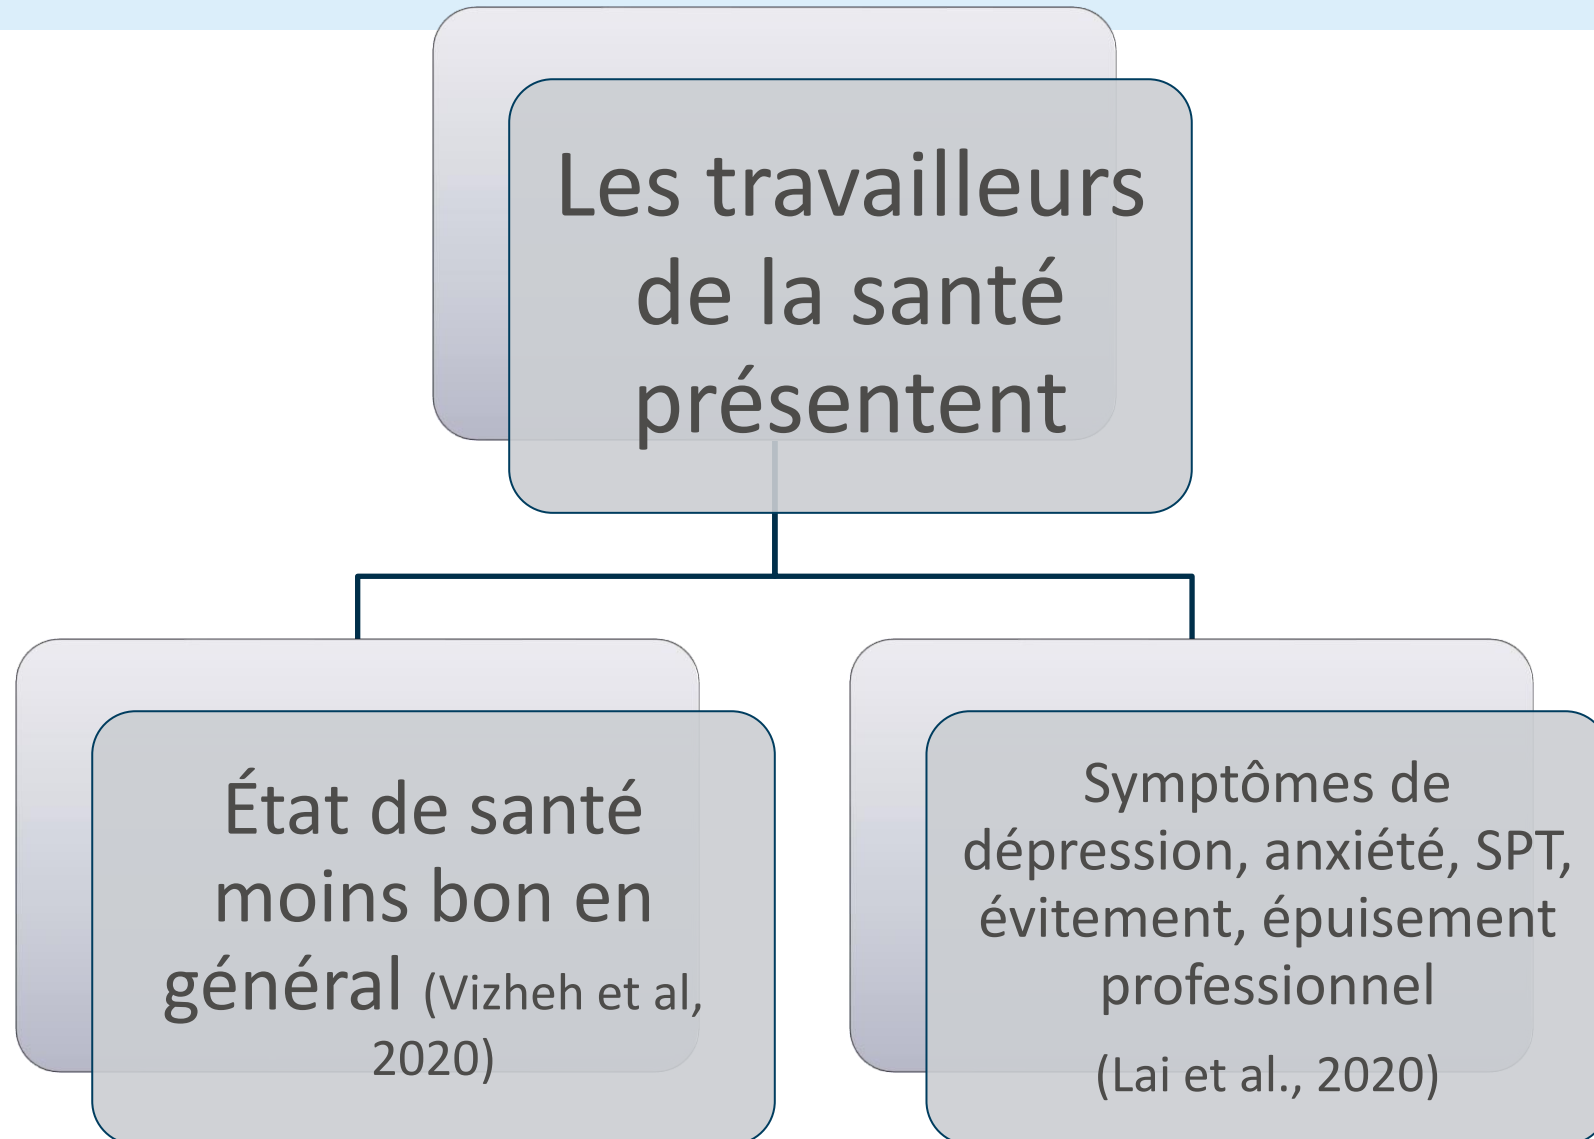 Les travailleurs
de la santé
présentent
État de santé
moins bon en
général (Vizheh et al,
2020)
Symptômes de
dépression, anxiété, SPT,
évitement, épuisement
professionnel
(Lai et al., 2020)